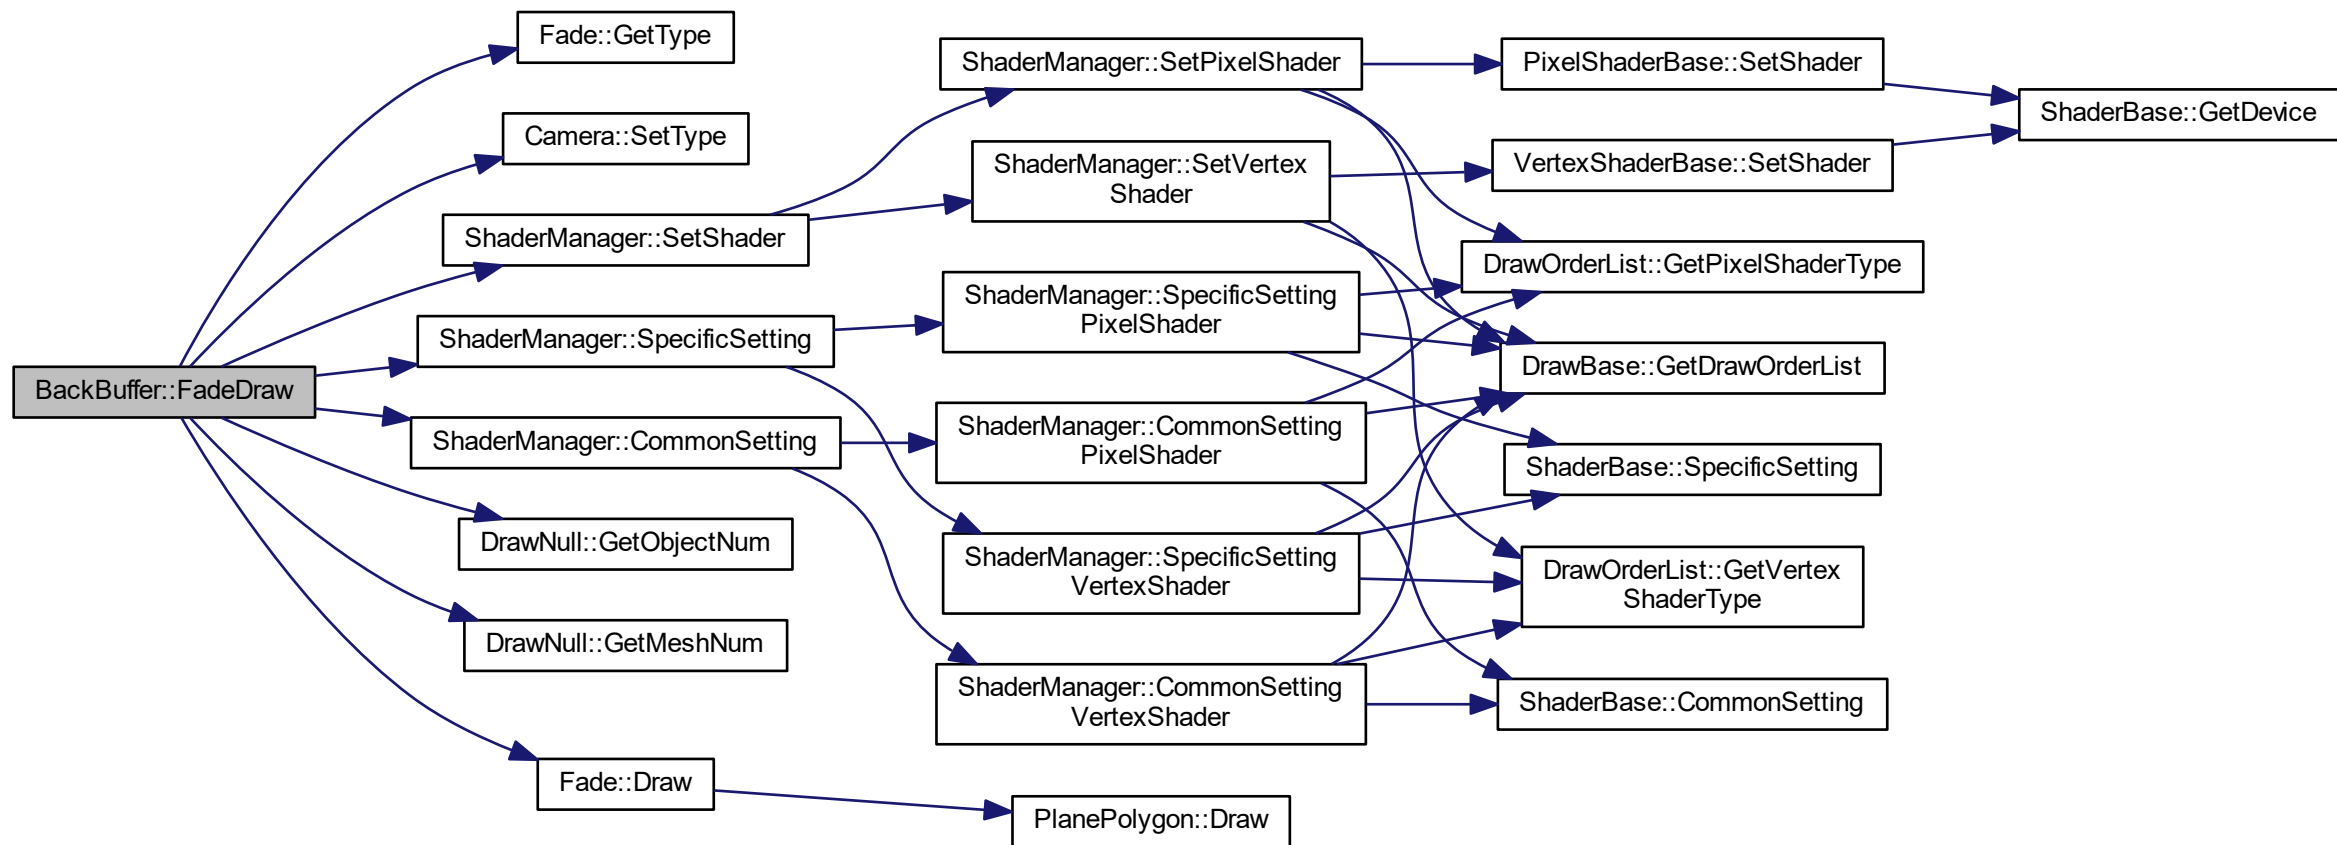 BackBuffer::FadeDraw
Fade::GetType
Camera::SetType
ShaderManager::SetShader
ShaderManager::SpecificSetting
ShaderManager::CommonSetting
DrawNull::GetObjectNum
DrawNull::GetMeshNum
Fade::Draw
ShaderManager::SetPixelShader
ShaderManager::SetVertex
Shader
ShaderManager::SpecificSetting
PixelShader
ShaderManager::CommonSetting
PixelShader
ShaderManager::SpecificSetting
VertexShader
ShaderManager::CommonSetting
VertexShader
PlanePolygon::Draw
PixelShaderBase::SetShader
VertexShaderBase::SetShader
DrawOrderList::GetPixelShaderType
DrawBase::GetDrawOrderList
ShaderBase::SpecificSetting
DrawOrderList::GetVertex
ShaderType
ShaderBase::CommonSetting
ShaderBase::GetDevice